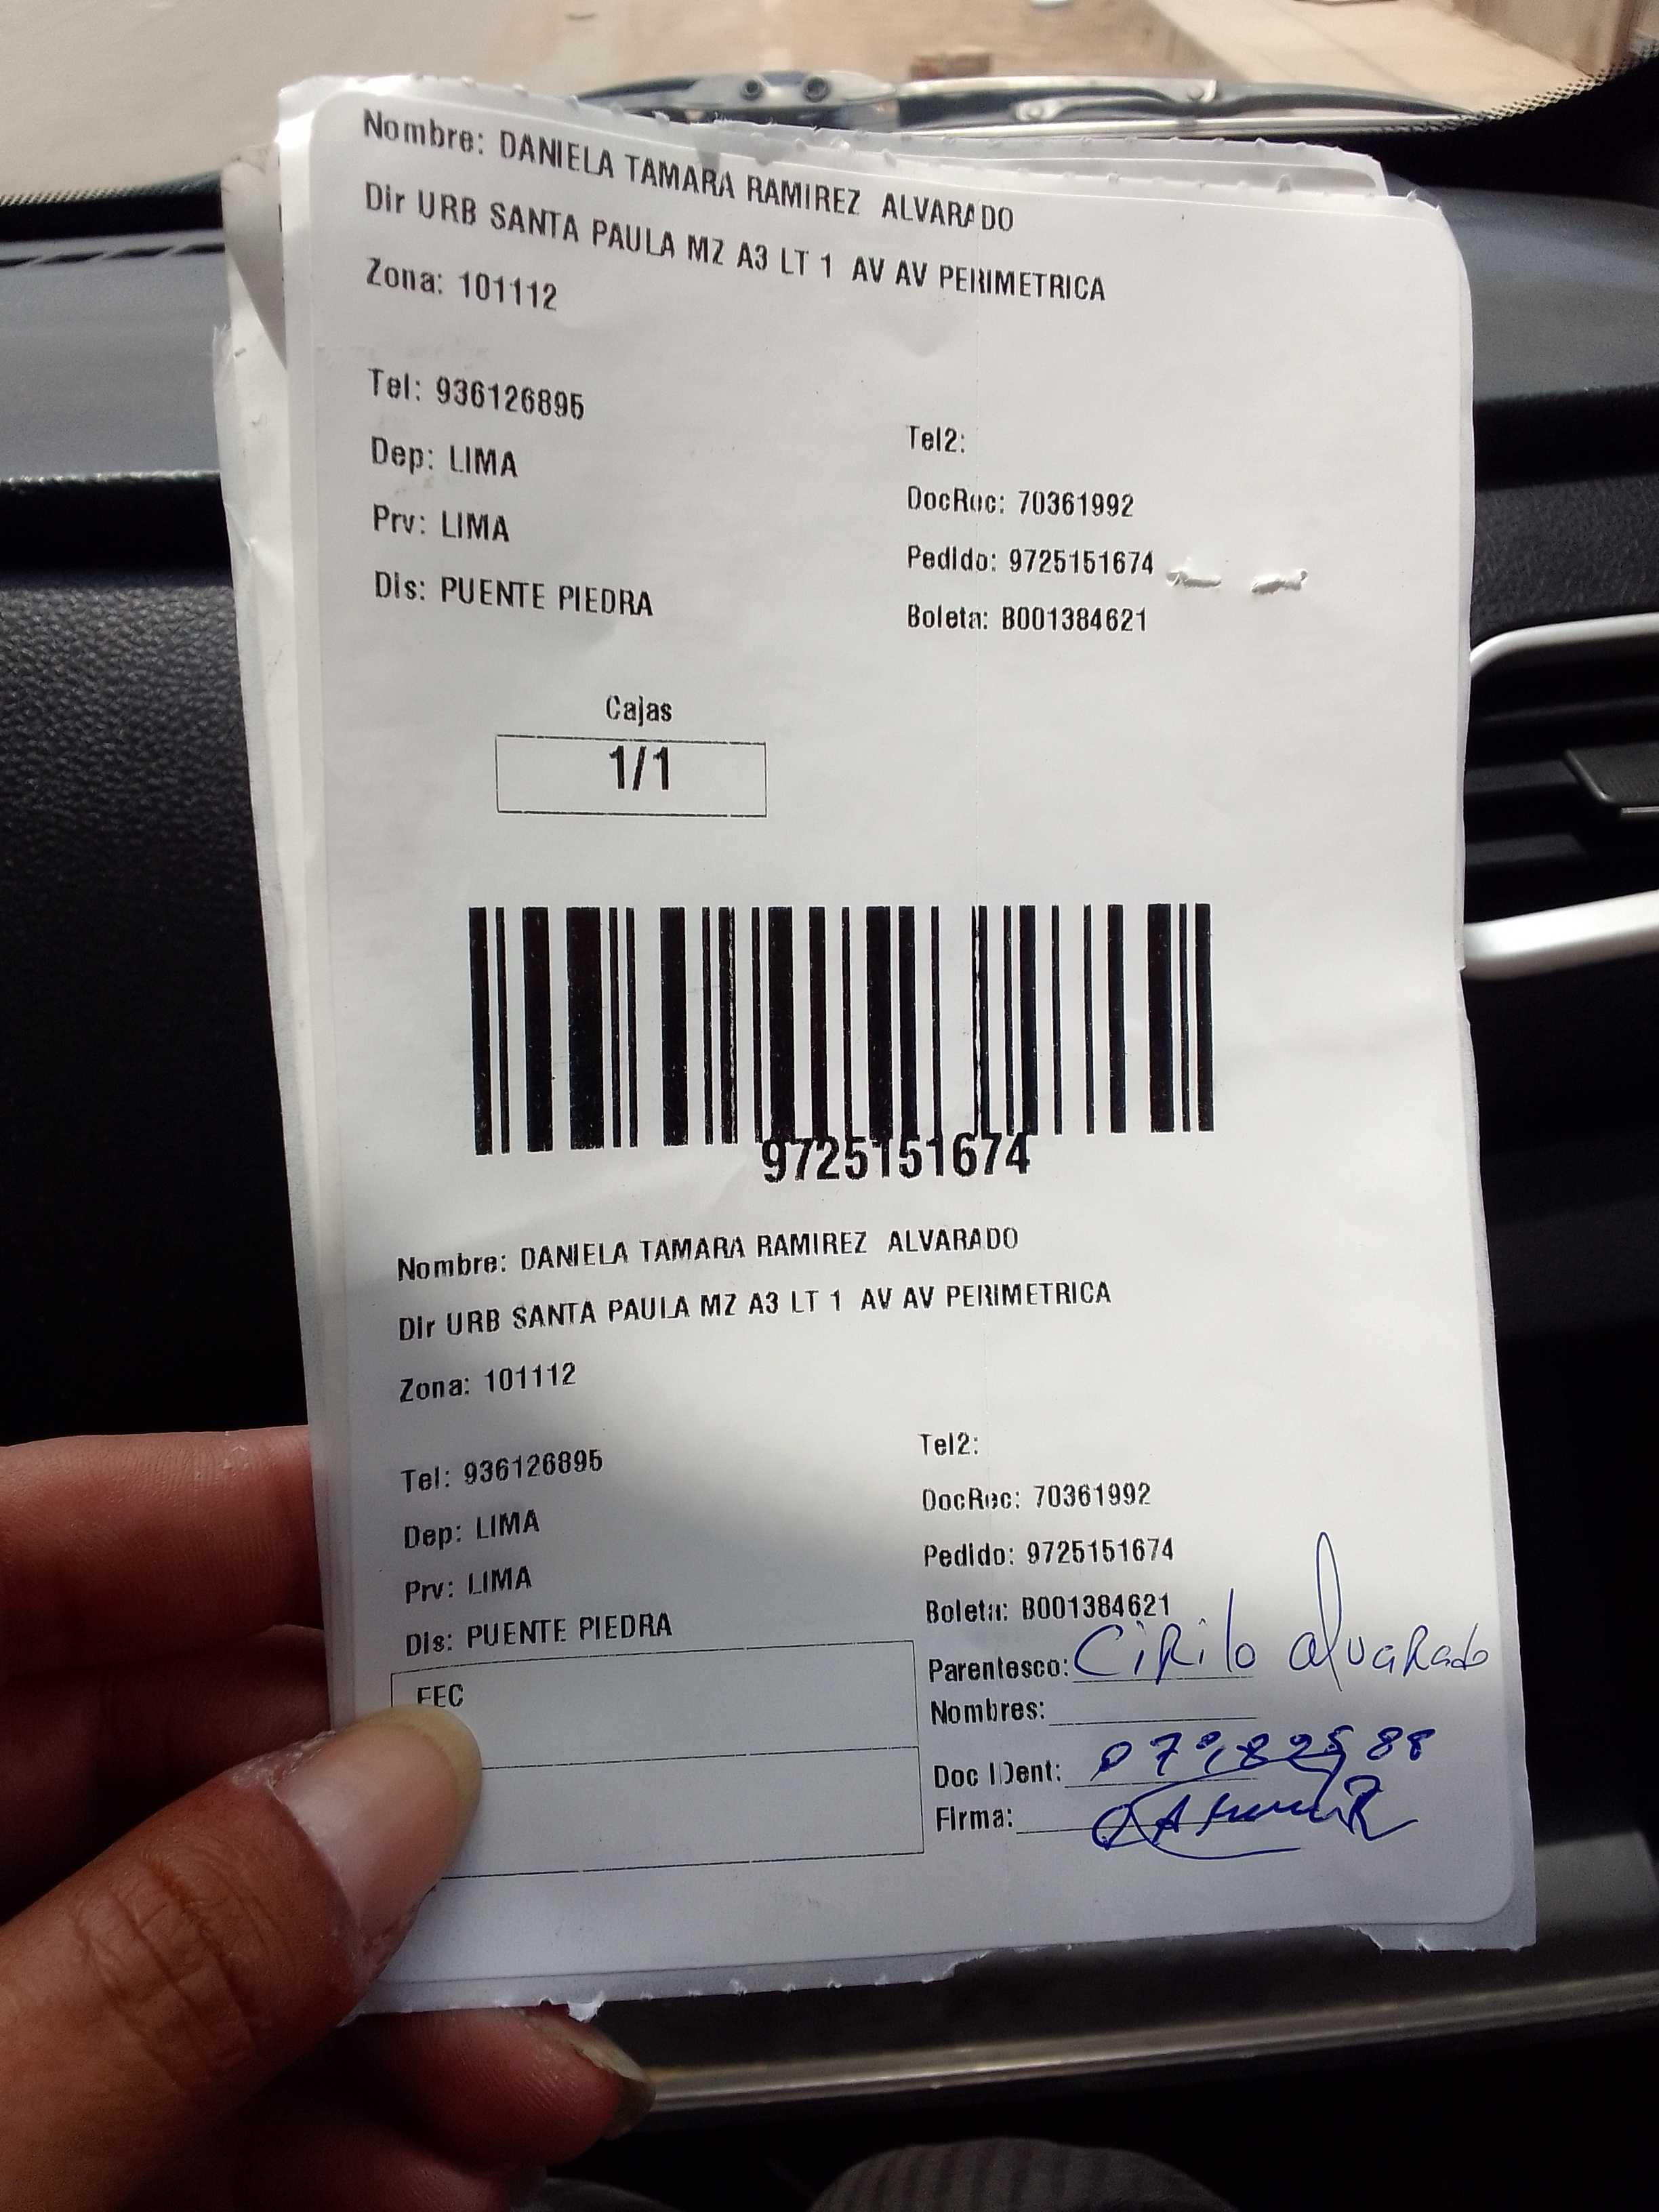 Nombre: DANIELA TAMARA RAMIREZ ALVARADO
Dir URB SANTA PAULA MZ A3 LT 1 AV AV PERIMETRICA
Zona: 101112
Tel: 936126895
Tel2:
Dep: LIMA
DocRec: 70361992
Prv: LIMA
Pedido: 9725151674
Dis: PUENTE PIEDRA
Boleta: B001384621
Cajas
1/1
9725151674
Nombre: DANIELA TAMARA RAMIREZ ALVARADO
Dir URB SANTA PAULA MZ A3 LT 1 AV AV PERIMETRICA
Zona: 101112
Tel: 936126895
Tel2:
Dep: LIMA
DocRec: 70361992
Prv: LIMA
Pedido: 9725151674
Dis: PUENTE PIEDRA
Boleta: B001384621
Parentesco: Cirilo alvarado
FEC
Nombres:
Doc IDent:
Firma: